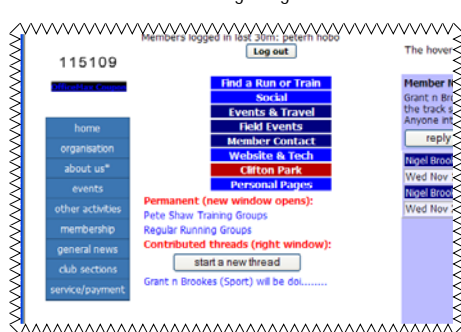 Members logged in last 30m: peterh hobo
Log out
115109
Find a Run or Train
Social
Events & Travel
Field Events
Member Contact
Website & Tech
Clifton Park
Personal Pages
home
organisation
about us*
events
other activities
membership
general news
club sections
service/payment
Permanent (new window opens):
Pete Shaw Training Groups
Regular Running Groups
Contributed threads (right window):
start a new thread
Grant n Brookes (Sport) will be doi........
The hover
Member
Grant n Br
the track s
Anyone int
reply
Nigel Broo
Wed Nov
Nigel Broo
Wed Nov